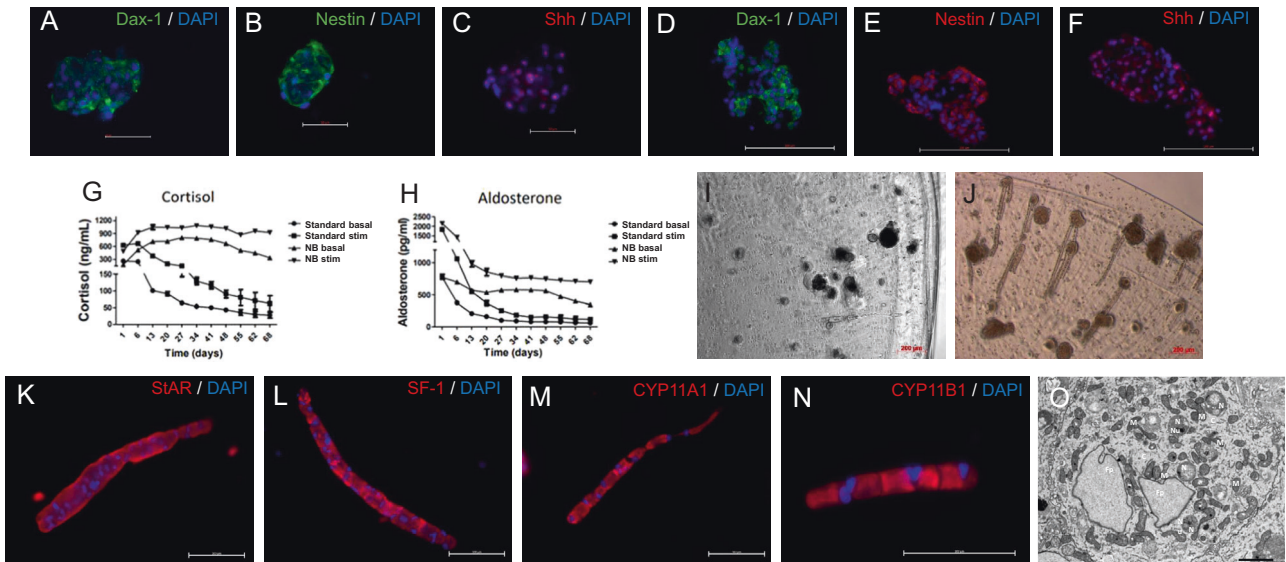 A
Dax-1 / DAPI
B
Nestin / DAPI
C
Shh / DAPI
D
Dax-1 / DAPI
E
Nestin / DAPI
F
Shh / DAPI
G
Cortisol
Cortisol (ng/mL)
1200
900
600
300
150
100
50
0
1 6 13 20 27 34 41 48 55 62 68
Time (days)
Standard basal
Standard stim
NB basal
NB stim
H
Aldosterone
Aldosterone (pg/ml)
2500
2000
1500
1000
500
0
1 6 13 20 27 34 41 48 55 62 68
Time (days)
Standard basal
Standard stim
NB basal
NB stim
I
200 µm
J
200 µm
K
StAR / DAPI
L
SF-1 / DAPI
M
CYP11A1 / DAPI
N
CYP11B1 / DAPI
O
M
N
Nu
Fp
Fp
M
N
M
N
M
N